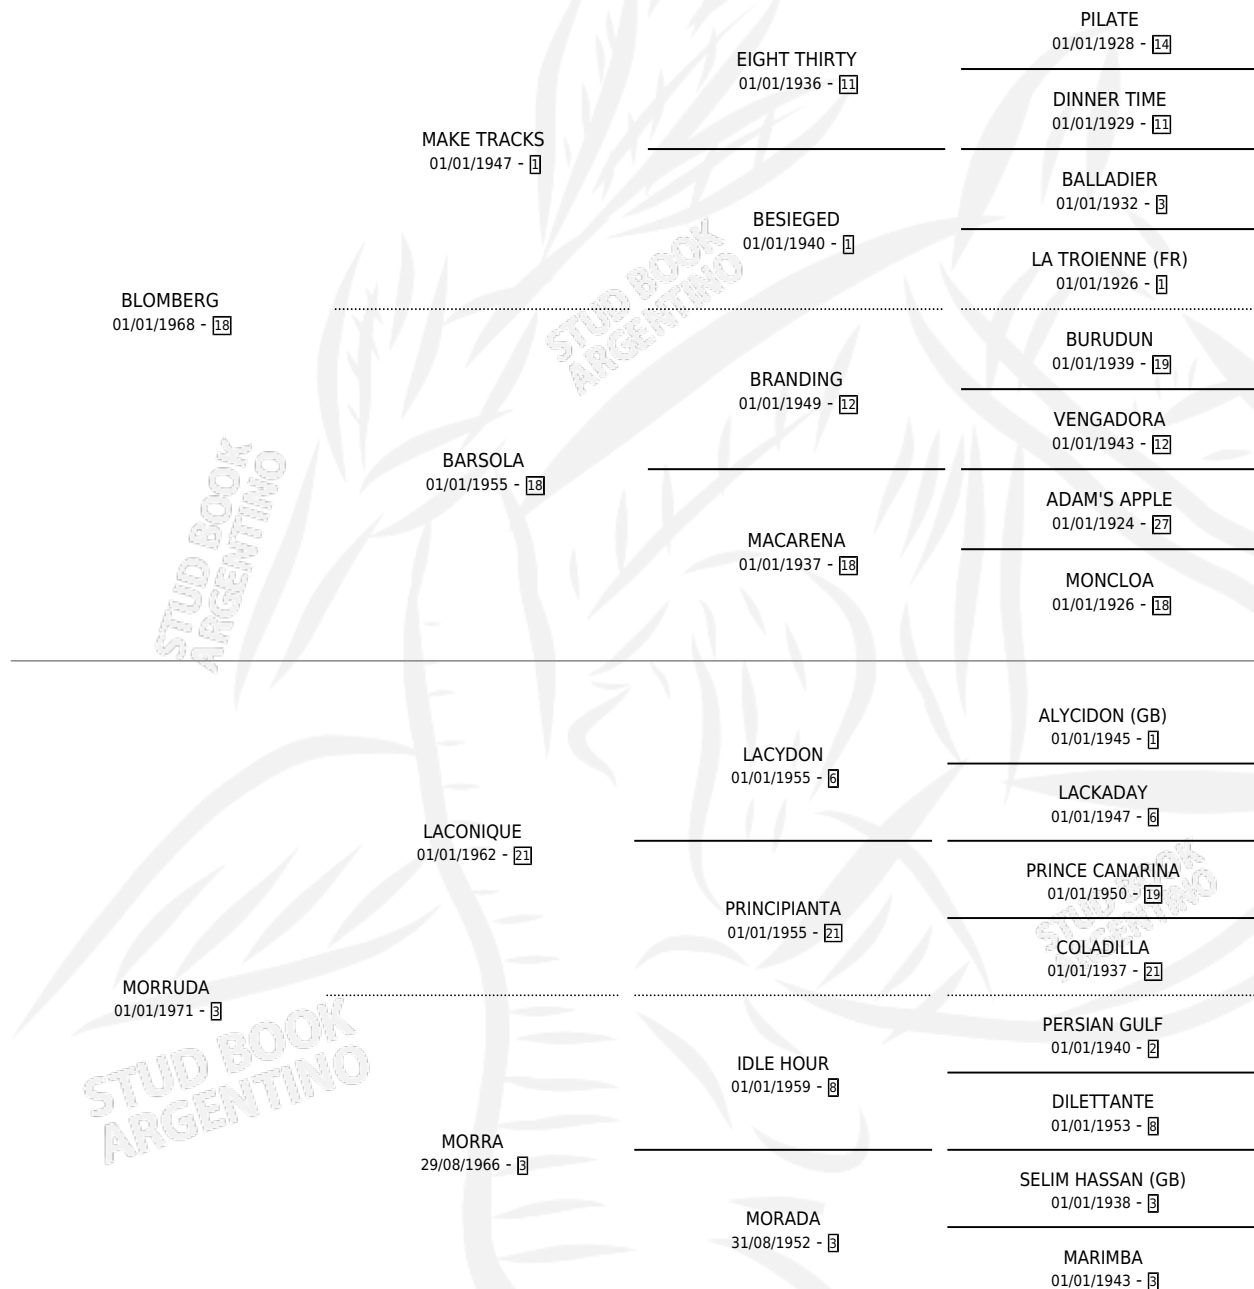 BLOMBERG
01/01/1968 - 18
MAKE TRACKS
01/01/1947 - 1
EIGHT THIRTY
01/01/1936 - 11
PILATE
01/01/1928 - 14
DINNER TIME
01/01/1929 - 11
BESIEGED
01/01/1940 - 1
BALLADIER
01/01/1932 - 3
LA TROIENNE (FR)
01/01/1926 - 1
BARSOLA
01/01/1955 - 18
BRANDING
01/01/1949 - 12
BURUDUN
01/01/1939 - 19
VENGADORA
01/01/1943 - 12
MACARENA
01/01/1937 - 18
ADAM'S APPLE
01/01/1924 - 27
MONCLOA
01/01/1926 - 18
MORRUDA
01/01/1971 - 3
LACONIQUE
01/01/1962 - 21
LACYDON
01/01/1955 - 6
ALYCIDON (GB)
01/01/1945 - 1
LACKADAY
01/01/1947 - 6
PRINCIPIANTA
01/01/1955 - 21
PRINCE CANARINA
01/01/1950 - 19
COLADILLA
01/01/1937 - 21
MORRA
29/08/1966 - 3
IDLE HOUR
01/01/1959 - 8
PERSIAN GULF
01/01/1940 - 2
DILETTANTE
01/01/1953 - 8
MORADA
31/08/1952 - 3
SELIM HASSAN (GB)
01/01/1938 - 3
MARIMBA
01/01/1943 - 3
STUD BOOK
ARGENTINO
STUD BOOK
ARGENTINO
STUD BOOK
ARGENTINO
STUD BOOK
ARGENTINO